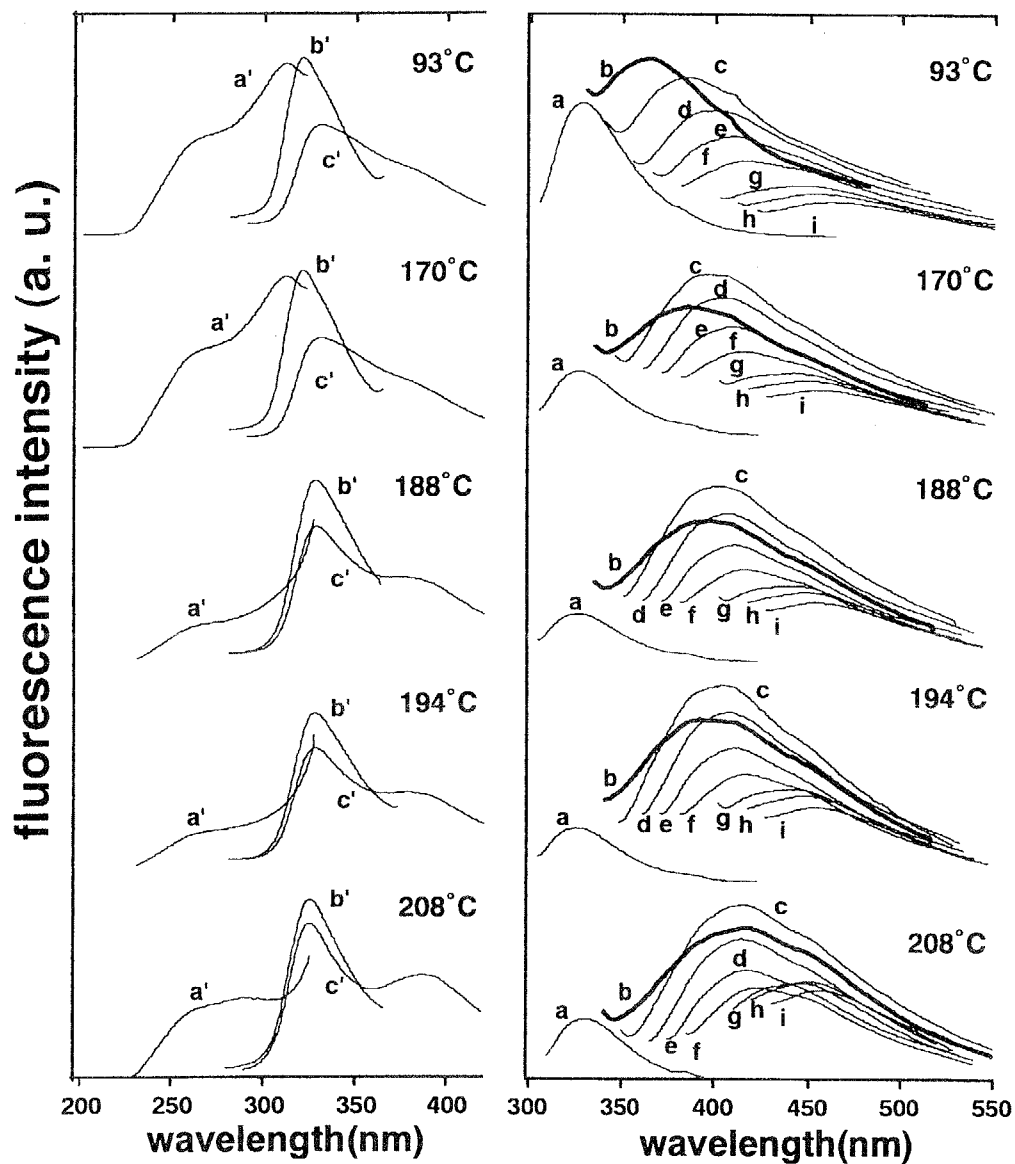 fluorescence intensity (a. u.)
93°C
a'
b'
c'
170°C
a'
b'
c'
188°C
a'
b'
c'
194°C
a'
b'
c'
208°C
a'
b'
c'
200 250 300 350 400
wavelength(nm)
93°C
a
b
c
d
e
f
g
h
i
170°C
a
b
c
d
e
f
g
h
i
188°C
a
b
c
d
e
f
g
h
i
194°C
a
b
c
d
e
f
g
h
i
208°C
a
b
c
d
e
f
g
h
i
300 350 400 450 500 550
wavelength(nm)